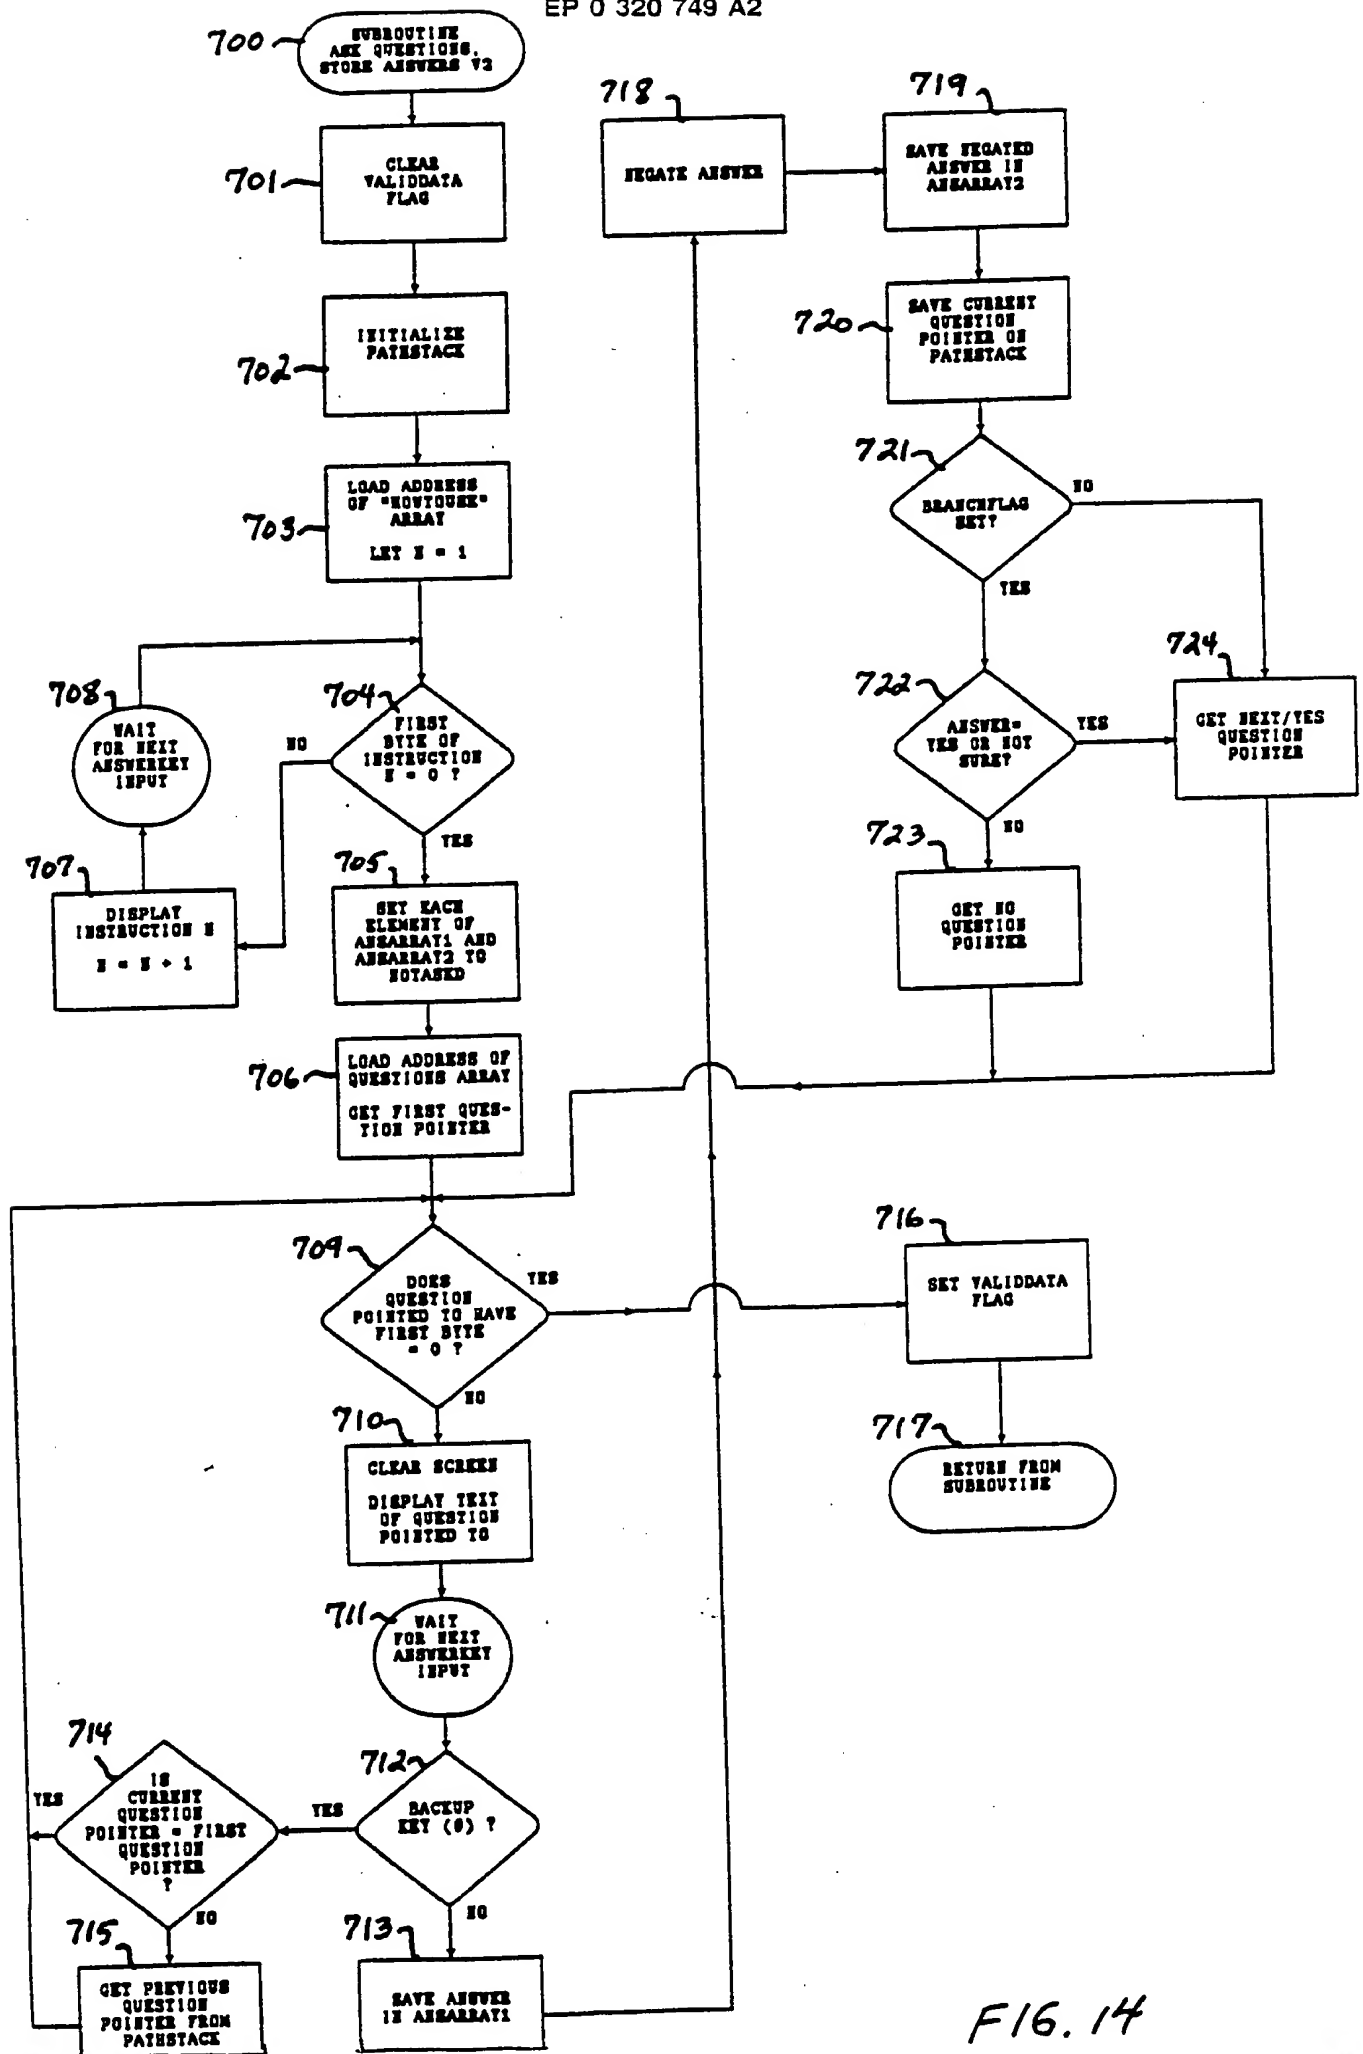 EP 0 320 749 A2
700
SUBROUTINE
ASK QUESTIONS,
STORE ANSWERS V2
701
CLEAR
VALIDDATA
FLAG
702
INITIALIZE
PATHSTACK
703
LOAD ADDRESS
OF "HOWTOUSE"
ARRAY
LET N = 1
704
FIRST
BYTE OF
INSTRUCTION
N = 0 ?
NO
YES
708
WAIT
FOR NEXT
ANSWERKEY
INPUT
707
DISPLAY
INSTRUCTION N
N = N + 1
705
SET EACH
ELEMENT OF
ANSARRAY1 AND
ANSARRAY2 TO
NOTASKED
706
LOAD ADDRESS OF
QUESTIONS ARRAY
GET FIRST QUES-
TION POINTER
709
DOES
QUESTION
POINTED TO HAVE
FIRST BYTE
= 0 ?
YES
NO
710
CLEAR SCREEN
DISPLAY TEXT
OF QUESTION
POINTED TO
711
WAIT
FOR NEXT
ANSWERKEY
INPUT
712
BACKUP
KEY (0) ?
YES
NO
714
IS
CURRENT
QUESTION
POINTER = FIRST
QUESTION
POINTER
?
YES
NO
715
GET PREVIOUS
QUESTION
POINTER FROM
PATHSTACK
713
SAVE ANSWER
IN ANSARRAY1
718
NEGATE ANSWER
719
SAVE NEGATED
ANSWER IN
ANSARRAY2
720
SAVE CURRENT
QUESTION
POINTER ON
PATHSTACK
721
BRANCHFLAG
SET?
NO
YES
722
ANSWER=
YES OR NOT
SURE?
YES
NO
724
GET NEXT/YES
QUESTION
POINTER
723
GET NO
QUESTION
POINTER
716
SET VALIDDATA
FLAG
717
RETURN FROM
SUBROUTINE
FIG. 14